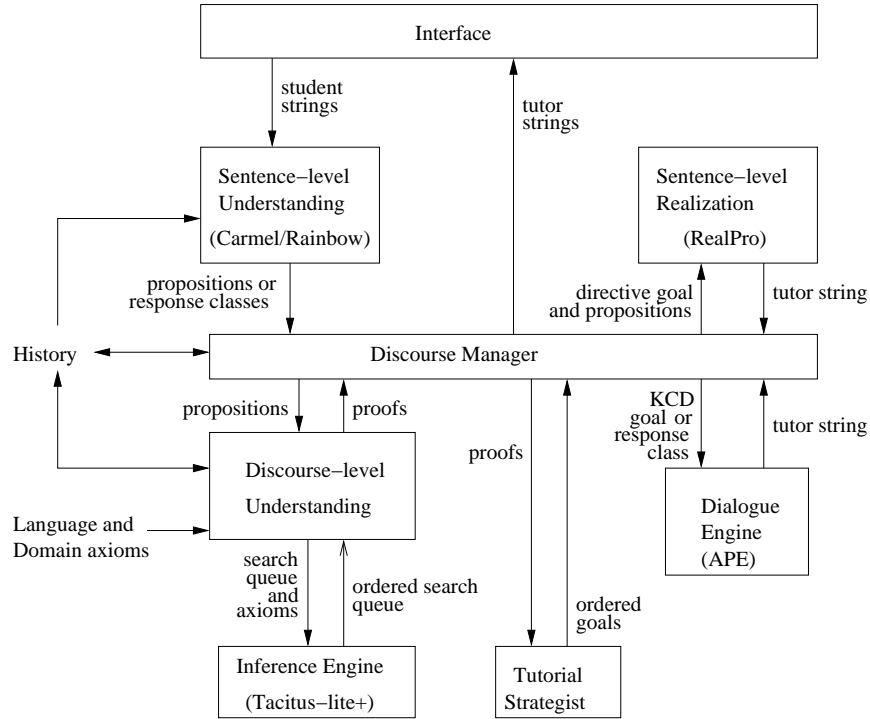 Interface
student
strings
tutor
strings
Sentence−level
Understanding
(Carmel/Rainbow)
Sentence−level
Realization
(RealPro)
propositions or
response classes
directive goal
and propositions
tutor string
History
Discourse Manager
propositions
proofs
proofs
KCD
goal or
response
class
tutor string
Discourse−level
Understanding
Language and
Domain axioms
Dialogue
Engine
(APE)
search
queue
and
axioms
ordered search
queue
ordered
goals
Inference Engine
(Tacitus−lite+)
Tutorial
Strategist